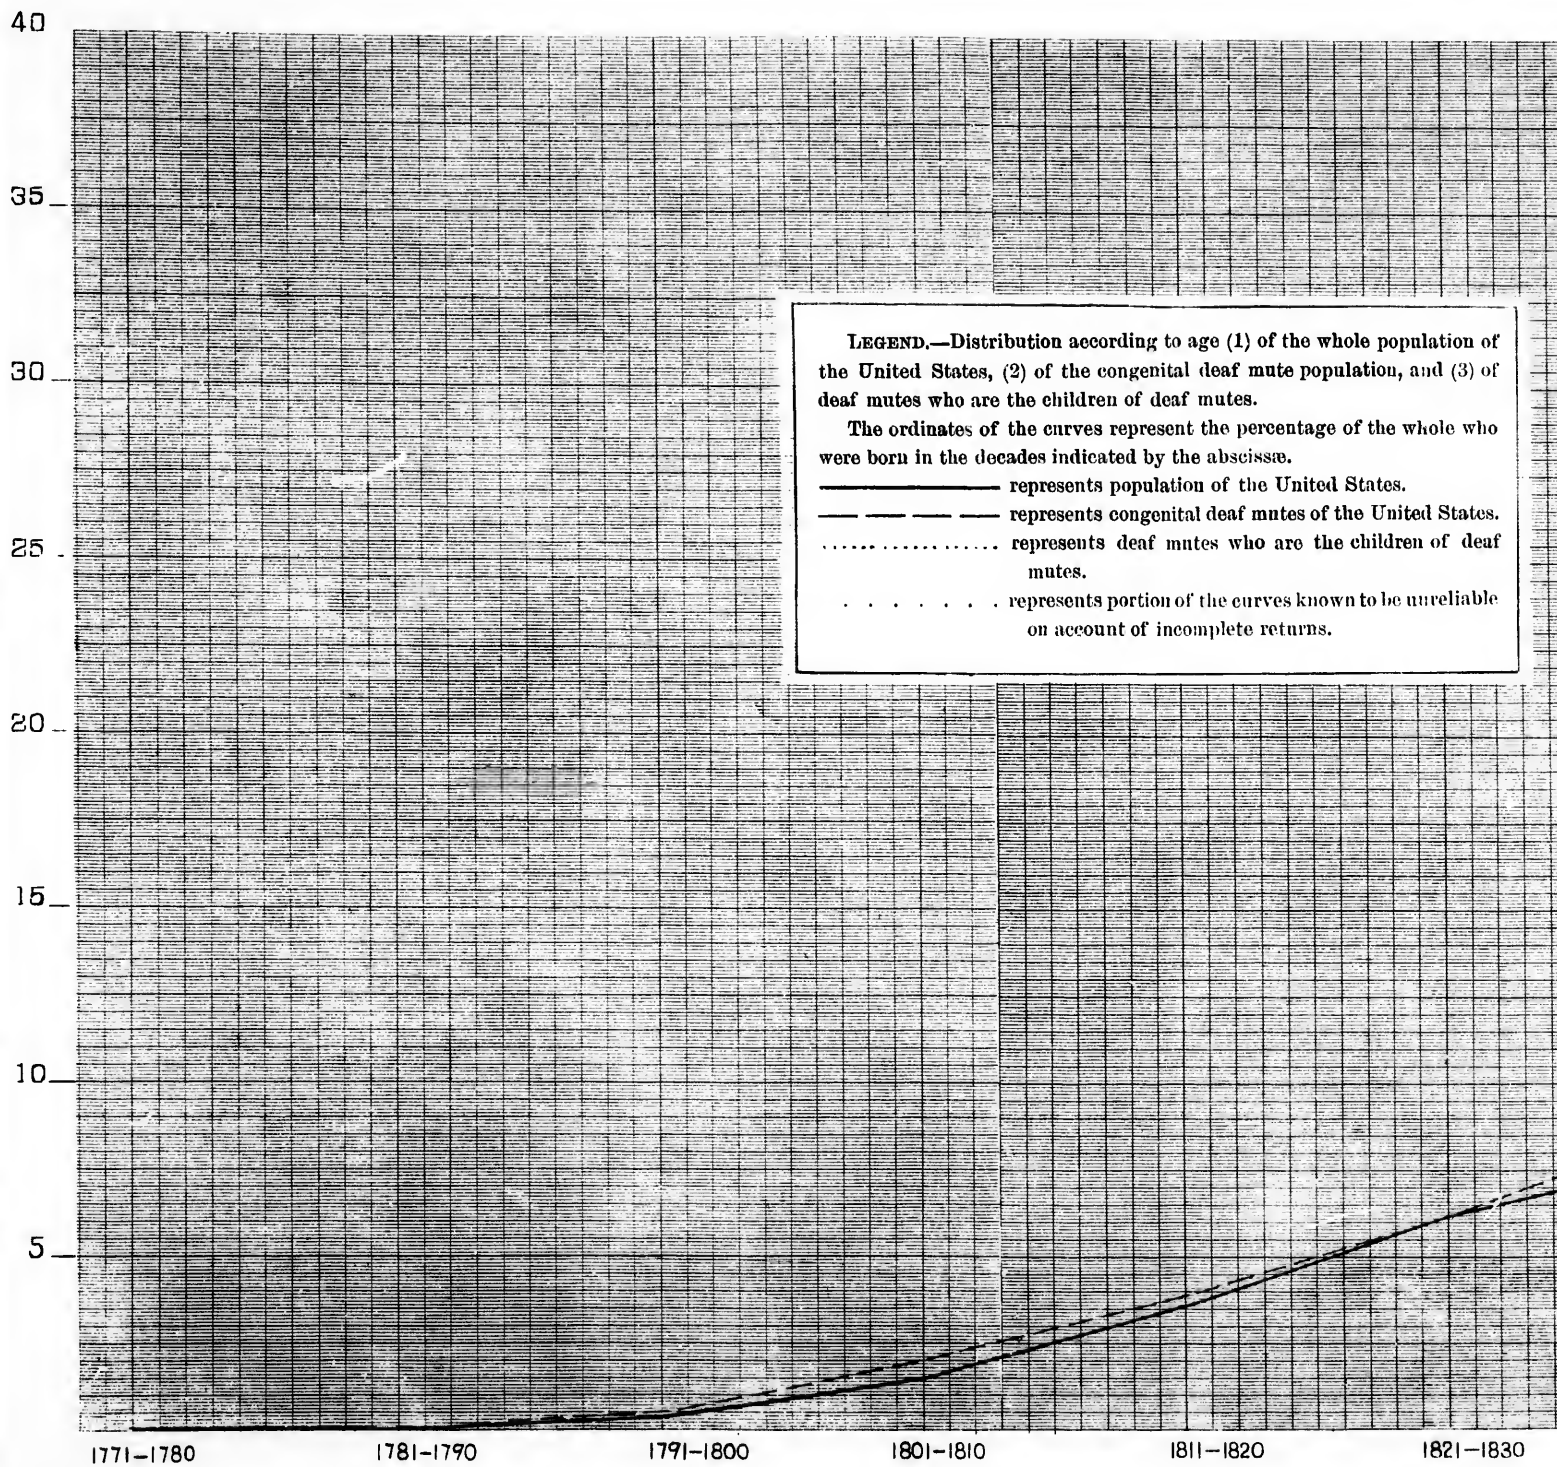 40
35
30
25
20
15
10
5
LEGEND.—Distribution according to age (1) of the whole population of
the United States, (2) of the congenital deaf mute population, and (3) of
deaf mutes who are the children of deaf mutes.
The ordinates of the curves represent the percentage of the whole who
were born in the decades indicated by the abscissæ.
represents population of the United States.
represents congenital deaf mutes of the United States.
represents deaf mutes who are the children of deaf
mutes.
represents portion of the curves known to be unreliable
on account of incomplete returns.
1771–1780 1781–1790 1791–1800 1801–1810 1811–1820 1821–1830